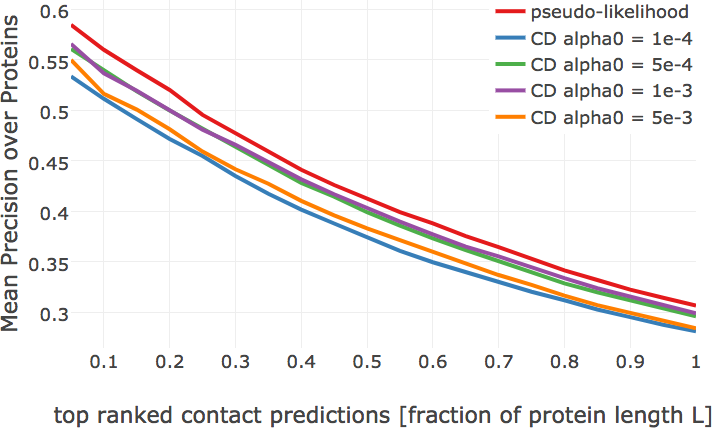 Mean Precision over Proteins
0.6
0.55
0.5
0.45
0.4
0.35
0.3
pseudo-likelihood
CD alpha0 = 1e-4
CD alpha0 = 5e-4
CD alpha0 = 1e-3
CD alpha0 = 5e-3
0.1 0.2 0.3 0.4 0.5 0.6 0.7 0.8 0.9 1
top ranked contact predictions [fraction of protein length L]